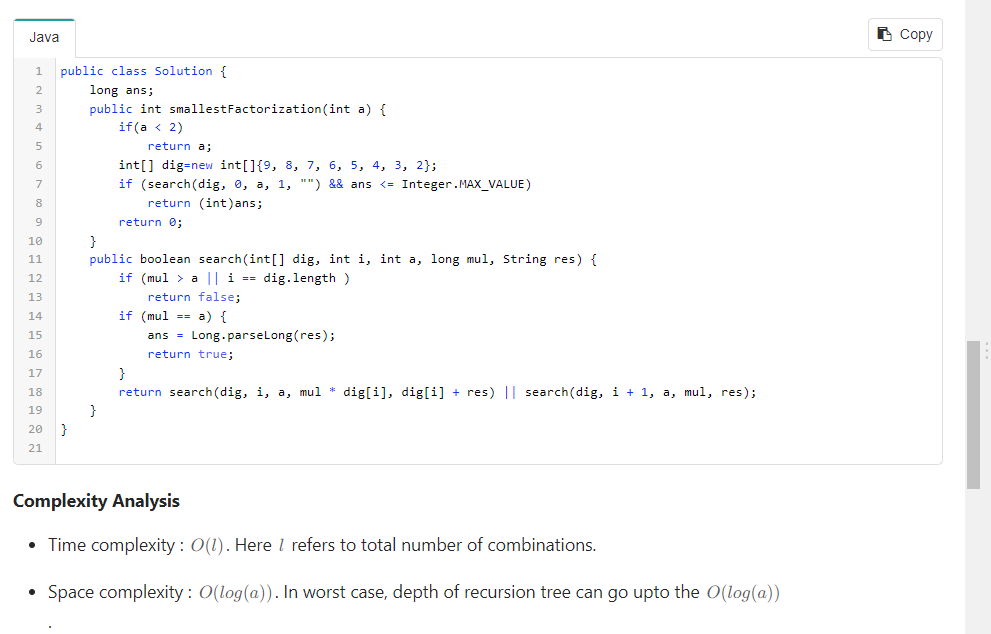 Java
Copy
1 public class Solution {
2     long ans;
3     public int smallestFactorization(int a) {
4         if(a < 2)
5             return a;
6         int[] dig=new int[]{9, 8, 7, 6, 5, 4, 3, 2};
7         if (search(dig, 0, a, 1, "") && ans <= Integer.MAX_VALUE)
8             return (int)ans;
9         return 0;
10     }
11     public boolean search(int[] dig, int i, int a, long mul, String res) {
12         if (mul > a || i == dig.length )
13             return false;
14         if (mul == a) {
15             ans = Long.parseLong(res);
16             return true;
17         }
18         return search(dig, i, a, mul * dig[i], dig[i] + res) || search(dig, i + 1, a, mul, res);
19     }
20 }
21
Complexity Analysis
• Time complexity : O(l). Here l refers to total number of combinations.
• Space complexity : O(log(a)). In worst case, depth of recursion tree can go upto the O(log(a))
.